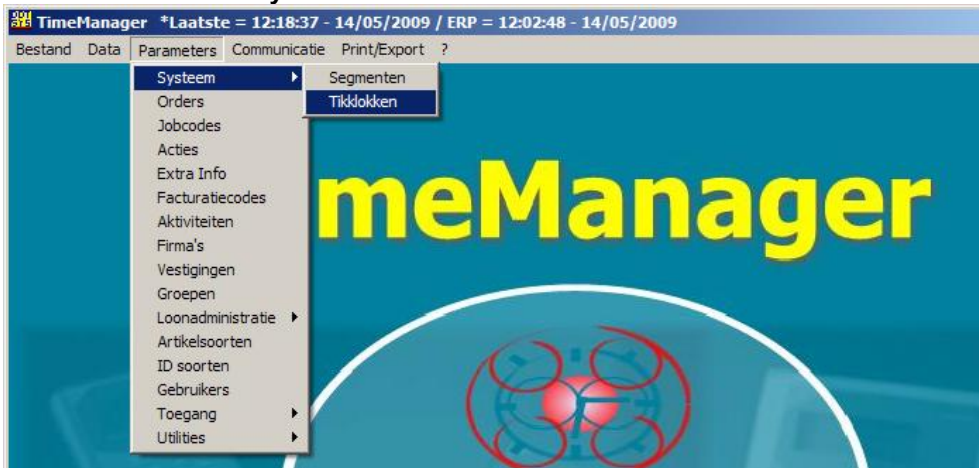 TimeManager *Laatste = 12:18:37 - 14/05/2009 / ERP = 12:02:48 - 14/05/2009
Bestand Data Parameters Communicatie Print/Export ?
Systeem
Segmenten
Orders
Tikklokken
Jobcodes
Acties
Extra Info
Facturatiecodes
Aktiviteiten
Firma's
Vestigingen
Groepen
Loonadministratie
Artikelsoorten
ID soorten
Gebruikers
Toegang
Utilities
meManager